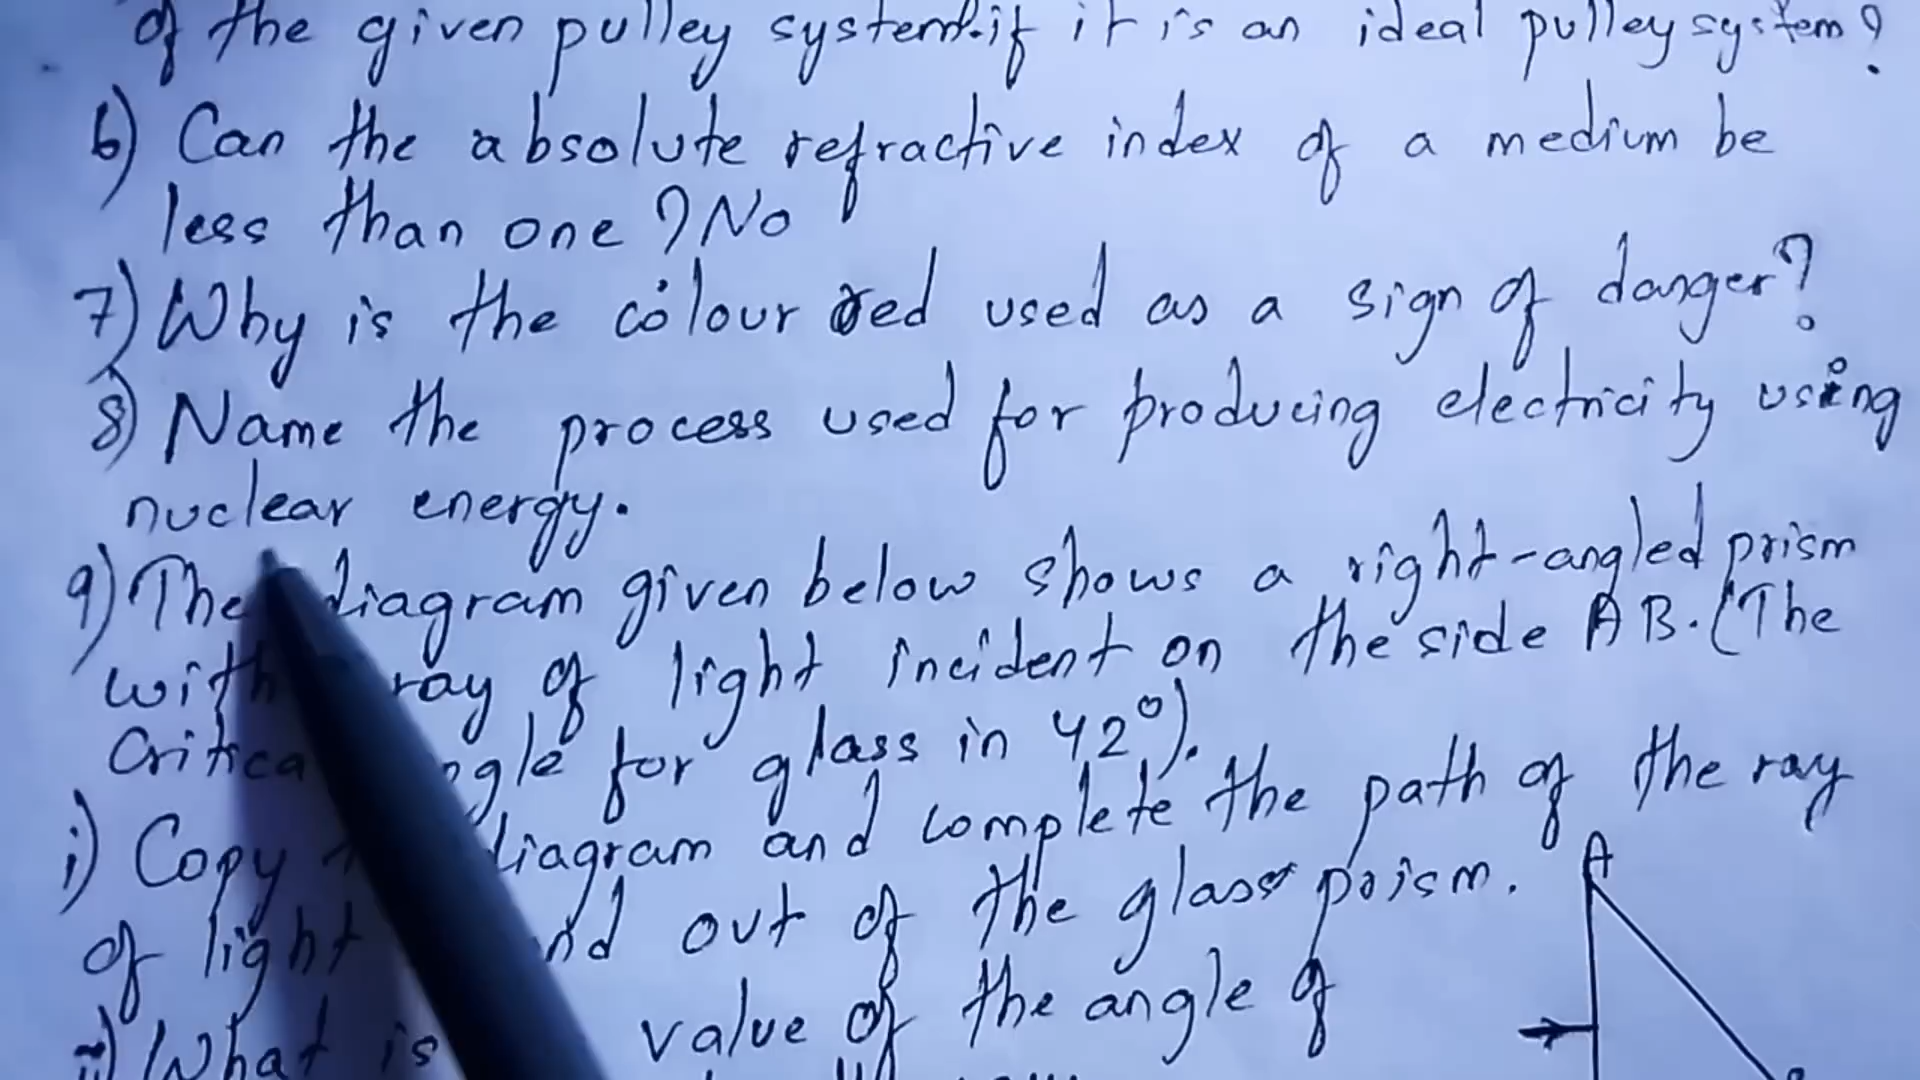 of the given pulley system.if it is an ideal pulley system?
6) Can the absolute refractive index of a medium be
less than one? No
7) Why is the colour red used as a sign of danger?
8) Name the process used for producing electricity using
nuclear energy.
9) The diagram given below shows a right-angled prism
with ray of light incident on the side AB. (The
Critical angle for glass in 42°).
i) Copy diagram and complete the path of the ray
of light and out of the glass prism.
A
ii) What is value of the angle of